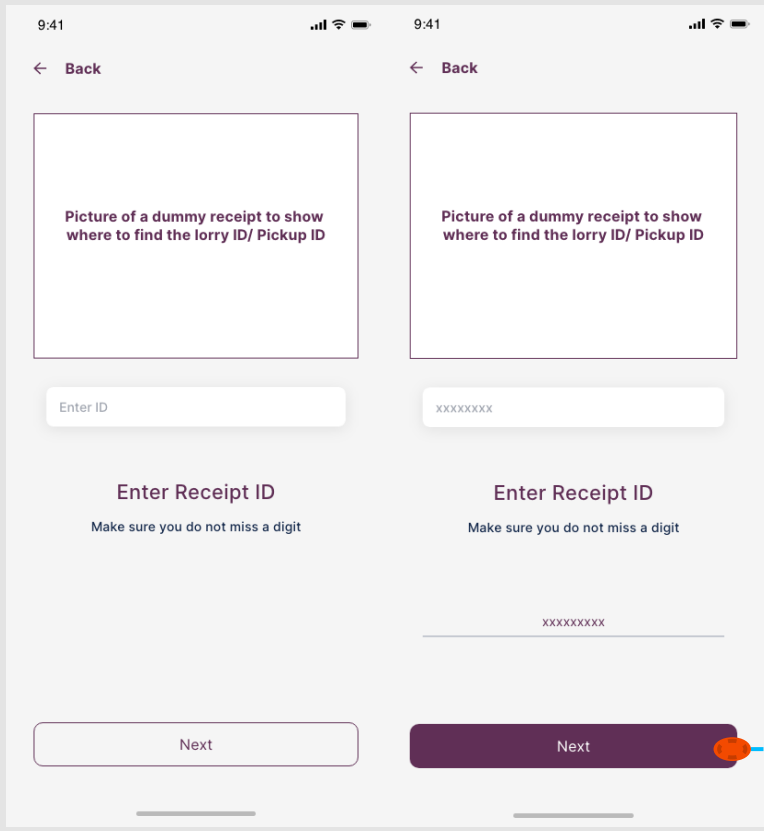 9:41
Back
Picture of a dummy receipt to show
where to find the lorry ID/ Pickup ID
Enter ID
Enter Receipt ID
Make sure you do not miss a digit
Next
9:41
Back
Picture of a dummy receipt to show
where to find the lorry ID/ Pickup ID
xxxxxxxx
Enter Receipt ID
Make sure you do not miss a digit
xxxxxxxxx
Next